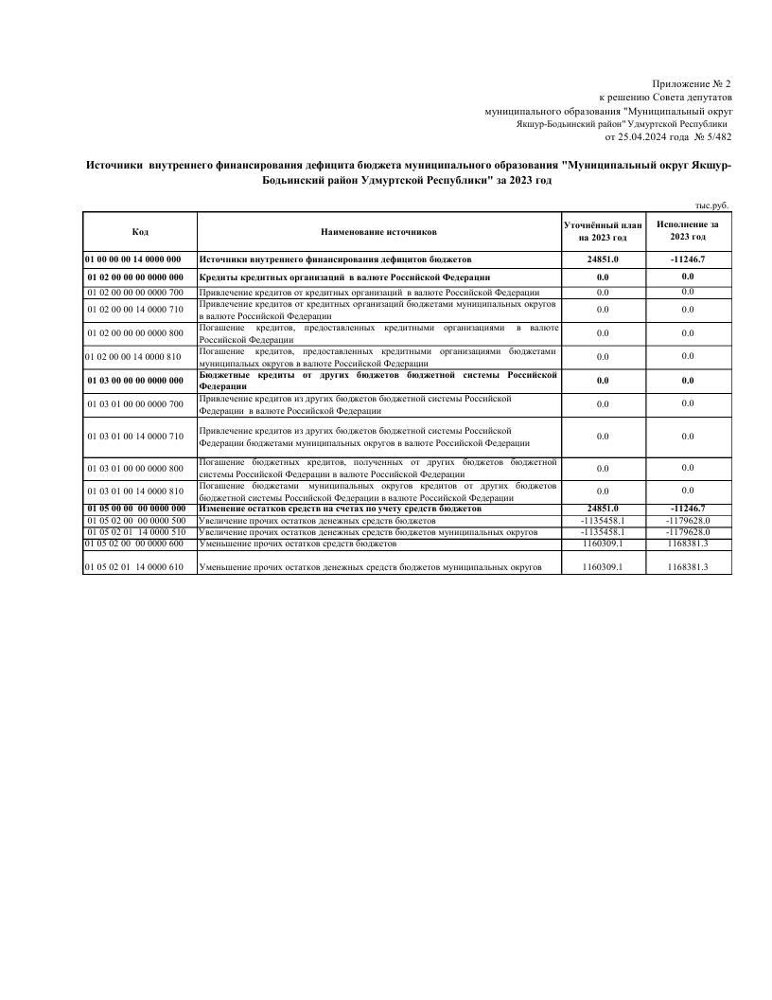 Приложение № 2
к решению Совета депутатов
муниципального образования "Муниципальный округ
Якшур-Бодьинский район" Удмуртской Республики
от 25.04.2024 года № 5/482
Источники внутреннего финансирования дефицита бюджета муниципального образования "Муниципальный округ Якшур-
Бодьинский район Удмуртской Республики" за 2023 год
тыс.руб.
Код Наименование источников Уточнённый план на 2023 год Исполнение за 2023 год
01 00 00 00 14 0000 000 Источники внутреннего финансирования дефицитов бюджетов 24851.0 -11246.7
01 02 00 00 00 0000 000 Кредиты кредитных организаций в валюте Российской Федерации 0.0 0.0
01 02 00 00 00 0000 700 Привлечение кредитов от кредитных организаций в валюте Российской Федерации 0.0 0.0
01 02 00 00 14 0000 710 Привлечение кредитов от кредитных организаций бюджетами муниципальных округов
в валюте Российской Федерации 0.0 0.0
01 02 00 00 00 0000 800 Погашение кредитов, предоставленных кредитными организациями в валюте
Российской Федерации 0.0 0.0
01 02 00 00 14 0000 810 Погашение кредитов, предоставленных кредитными организациями бюджетами
муниципалыых округов в валюте Российской Федерации 0.0 0.0
01 03 00 00 00 0000 000 Бюджетные кредиты от других бюджетов бюджетной системы Российской
Федерации 0.0 0.0
01 03 01 00 00 0000 700 Привлечение кредитов из других бюджетов бюджетной системы Российской
Федерации в валюте Российской Федерации 0.0 0.0
01 03 01 00 14 0000 710 Привлечение кредитов из других бюджетов бюджетной системы Российской
Федерации бюджетами муниципальных округов в валюте Российской Федерации 0.0 0.0
01 03 01 00 00 0000 800 Погашение бюджетных кредитов, полученных от других бюджетов бюджетной
системы Российской Федерации в валюте Российской Федерации 0.0 0.0
01 03 01 00 14 0000 810 Погашение бюджетами муниципальных округов кредитов от других бюджетов
бюджетной системы Российской Федерации в валюте Российской Федерации 0.0 0.0
01 05 00 00 00 0000 000 Изменение остатков средств на счетах по учету средств бюджетов 24851.0 -11246.7
01 05 02 00 00 0000 500 Увеличение прочих остатков денежных средств бюджетов -1135458.1 -1179628.0
01 05 02 01 14 0000 510 Увеличение прочих остатков денежных средств бюджетов муниципальных округов -1135458.1 -1179628.0
01 05 02 00 00 0000 600 Уменьшение прочих остатков средств бюджетов 1160309.1 1168381.3
01 05 02 01 14 0000 610 Уменьшение прочих остатков денежных средств бюджетов муниципальных округов 1160309.1 1168381.3